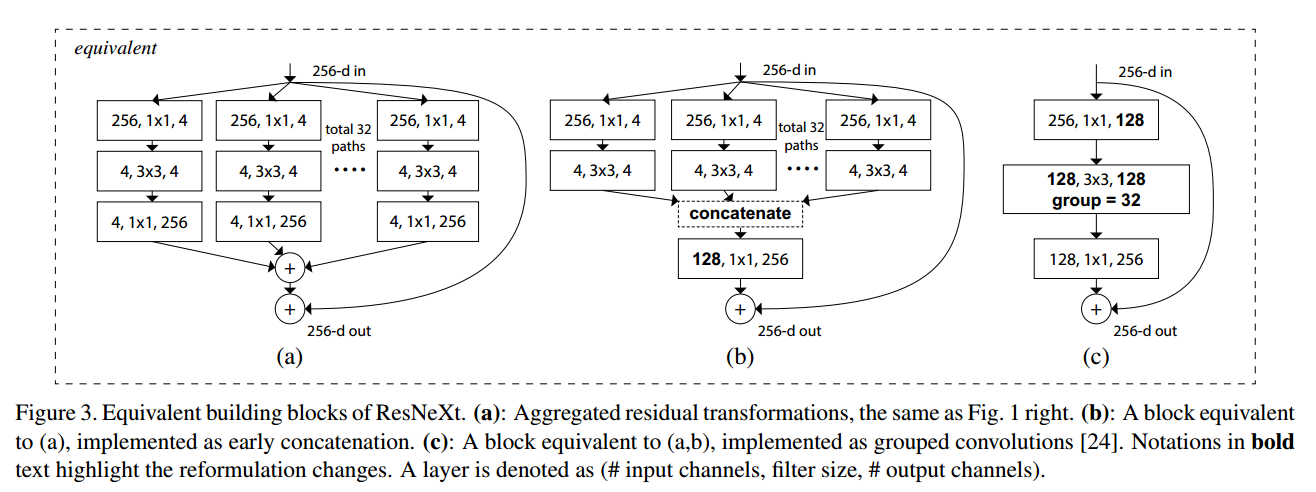 equivalent
256-d in
256, 1x1, 4
256, 1x1, 4
256, 1x1, 4
total 32
paths
....
4, 3x3, 4
4, 3x3, 4
4, 3x3, 4
4, 1x1, 256
4, 1x1, 256
4, 1x1, 256
+
+
256-d out
(a)
256-d in
256, 1x1, 4
256, 1x1, 4
256, 1x1, 4
total 32
paths
....
4, 3x3, 4
4, 3x3, 4
4, 3x3, 4
concatenate
128, 1x1, 256
+
256-d out
(b)
256-d in
256, 1x1, 128
128, 3x3, 128
group = 32
128, 1x1, 256
+
256-d out
(c)
Figure 3. Equivalent building blocks of ResNeXt. (a): Aggregated residual transformations, the same as Fig. 1 right. (b): A block equivalent
to (a), implemented as early concatenation. (c): A block equivalent to (a,b), implemented as grouped convolutions [24]. Notations in bold
text highlight the reformulation changes. A layer is denoted as (# input channels, filter size, # output channels).